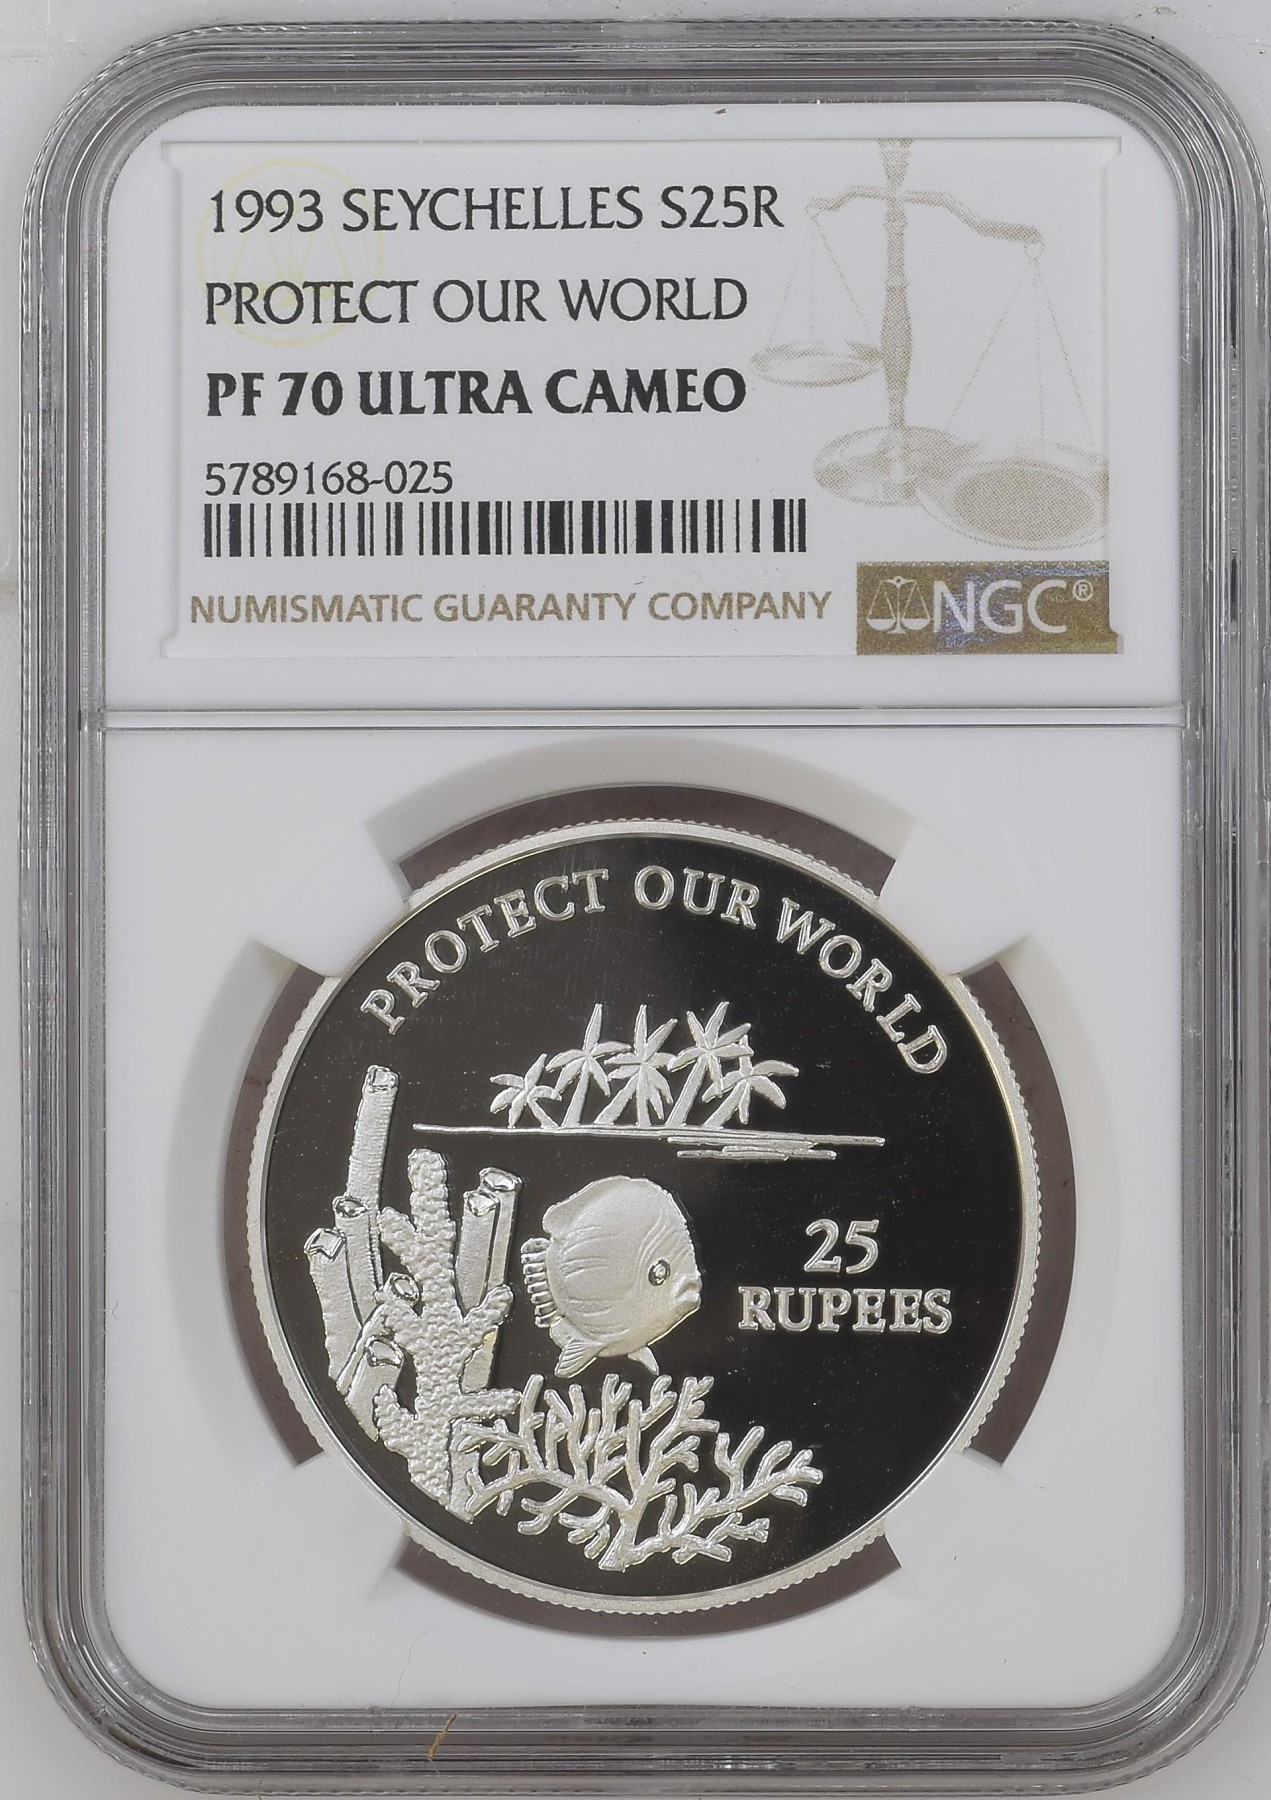 1993 SEYCHELLES S25R
PROTECT OUR WORLD
PF 70 ULTRA CAMEO
5789168-025
NUMISMATIC GUARANTY COMPANY
NGC®
PROTECT OUR WORLD
25
RUPEES